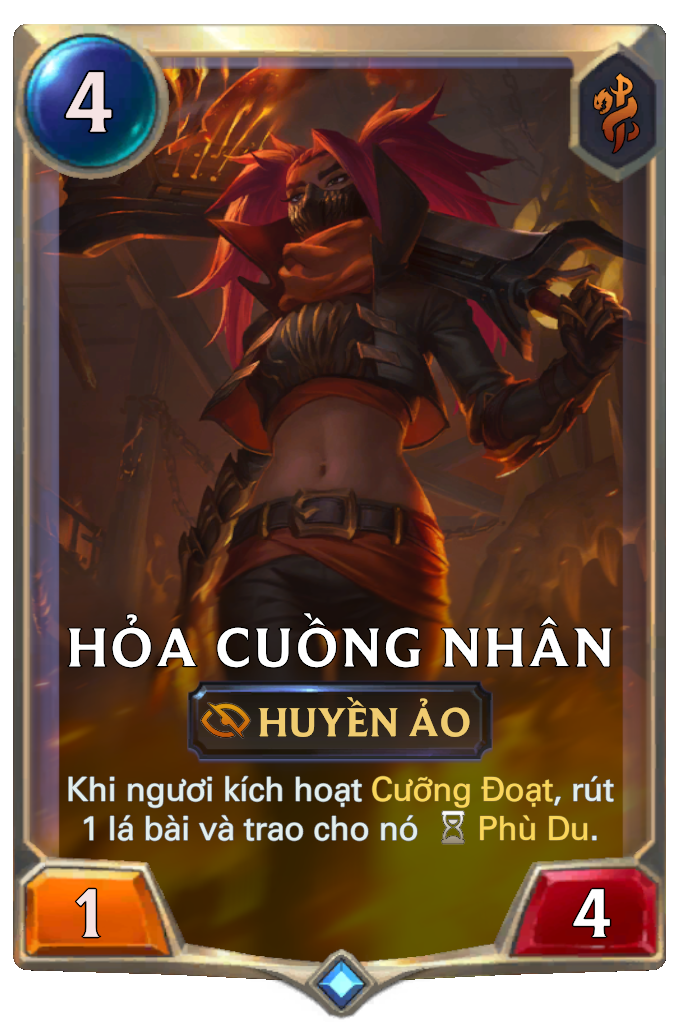 4
HỎA CUỒNG NHÂN
HUYỀN ẢO
Khi ngươi kích hoạt Cưỡng Đoạt, rút
1 lá bài và trao cho nó Phù Du.
1
4